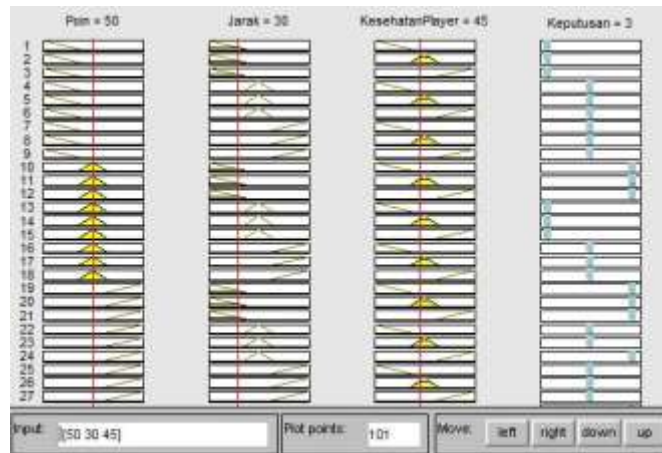 Poin = 50
Jarak = 30
KesehatanPlayer = 45
Keputusan = 3
1
2
3
4
5
6
7
8
9
10
11
12
13
14
15
16
17
18
19
20
21
22
23
24
25
26
27
Input:
[50 30 45]
Plot points:
101
Move:
left
right
down
up